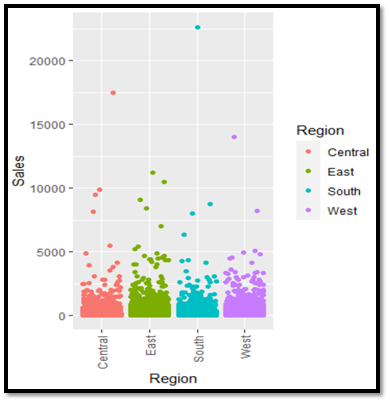 20000
15000
10000
5000
0
Sales
Central
East
South
West
Region
Region
Central
East
South
West